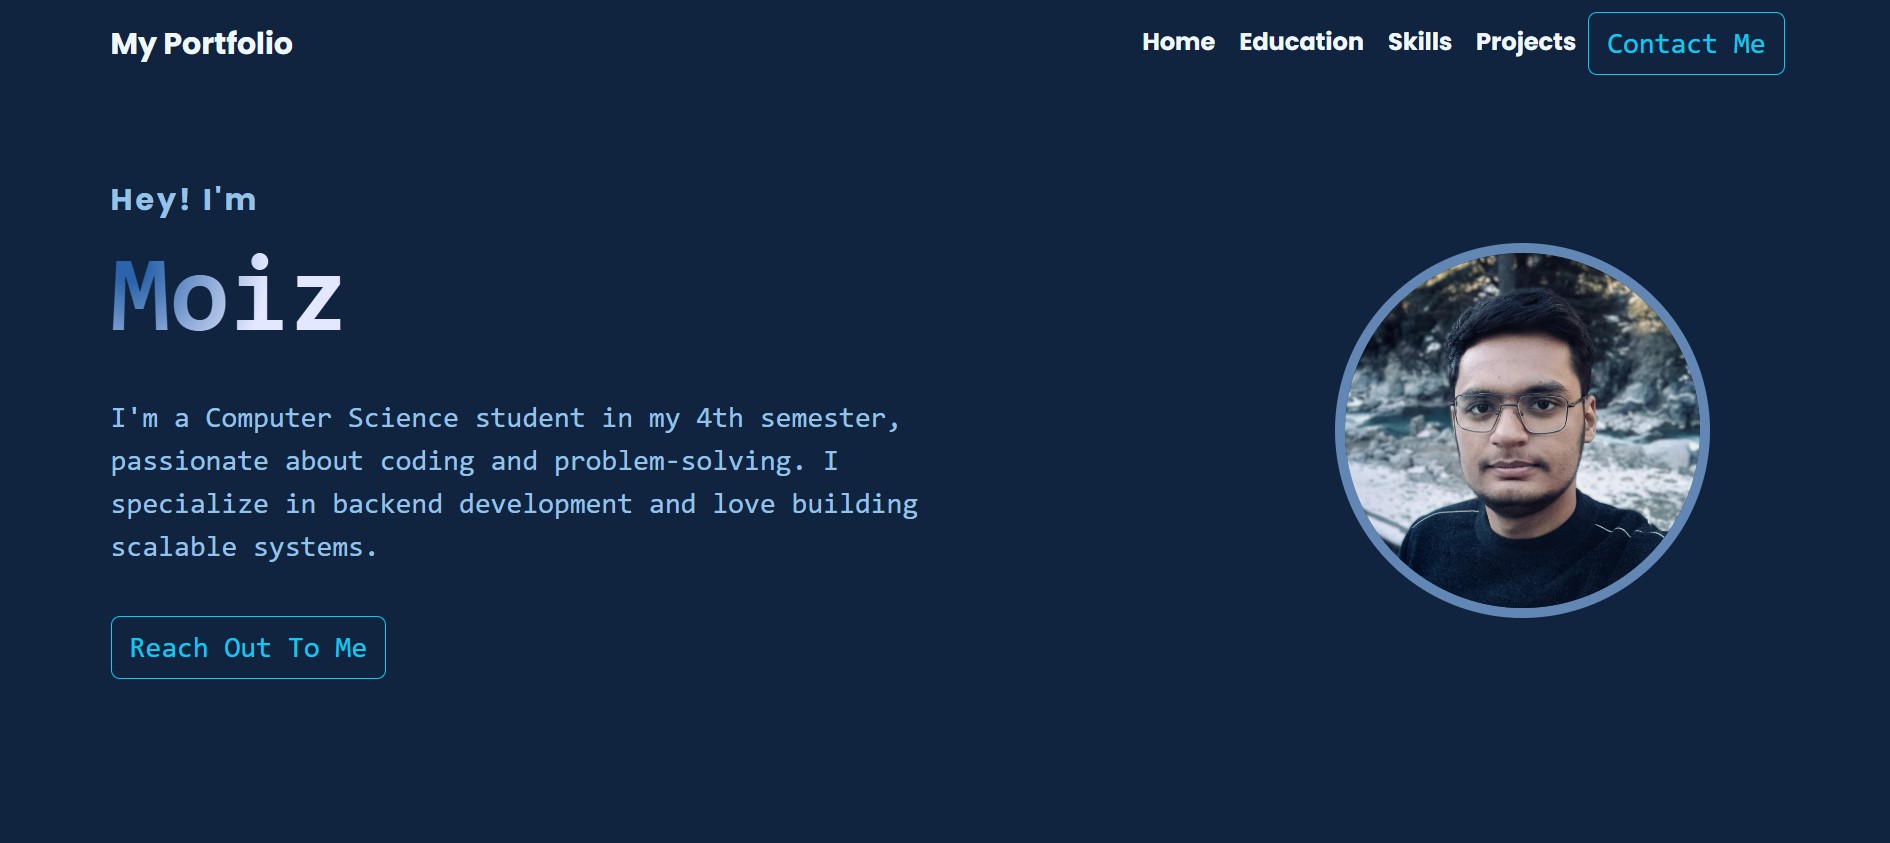 My Portfolio
Home Education Skills Projects Contact Me
Hey! I'm
Moiz
I'm a Computer Science student in my 4th semester,
passionate about coding and problem-solving. I
specialize in backend development and love building
scalable systems.
Reach Out To Me